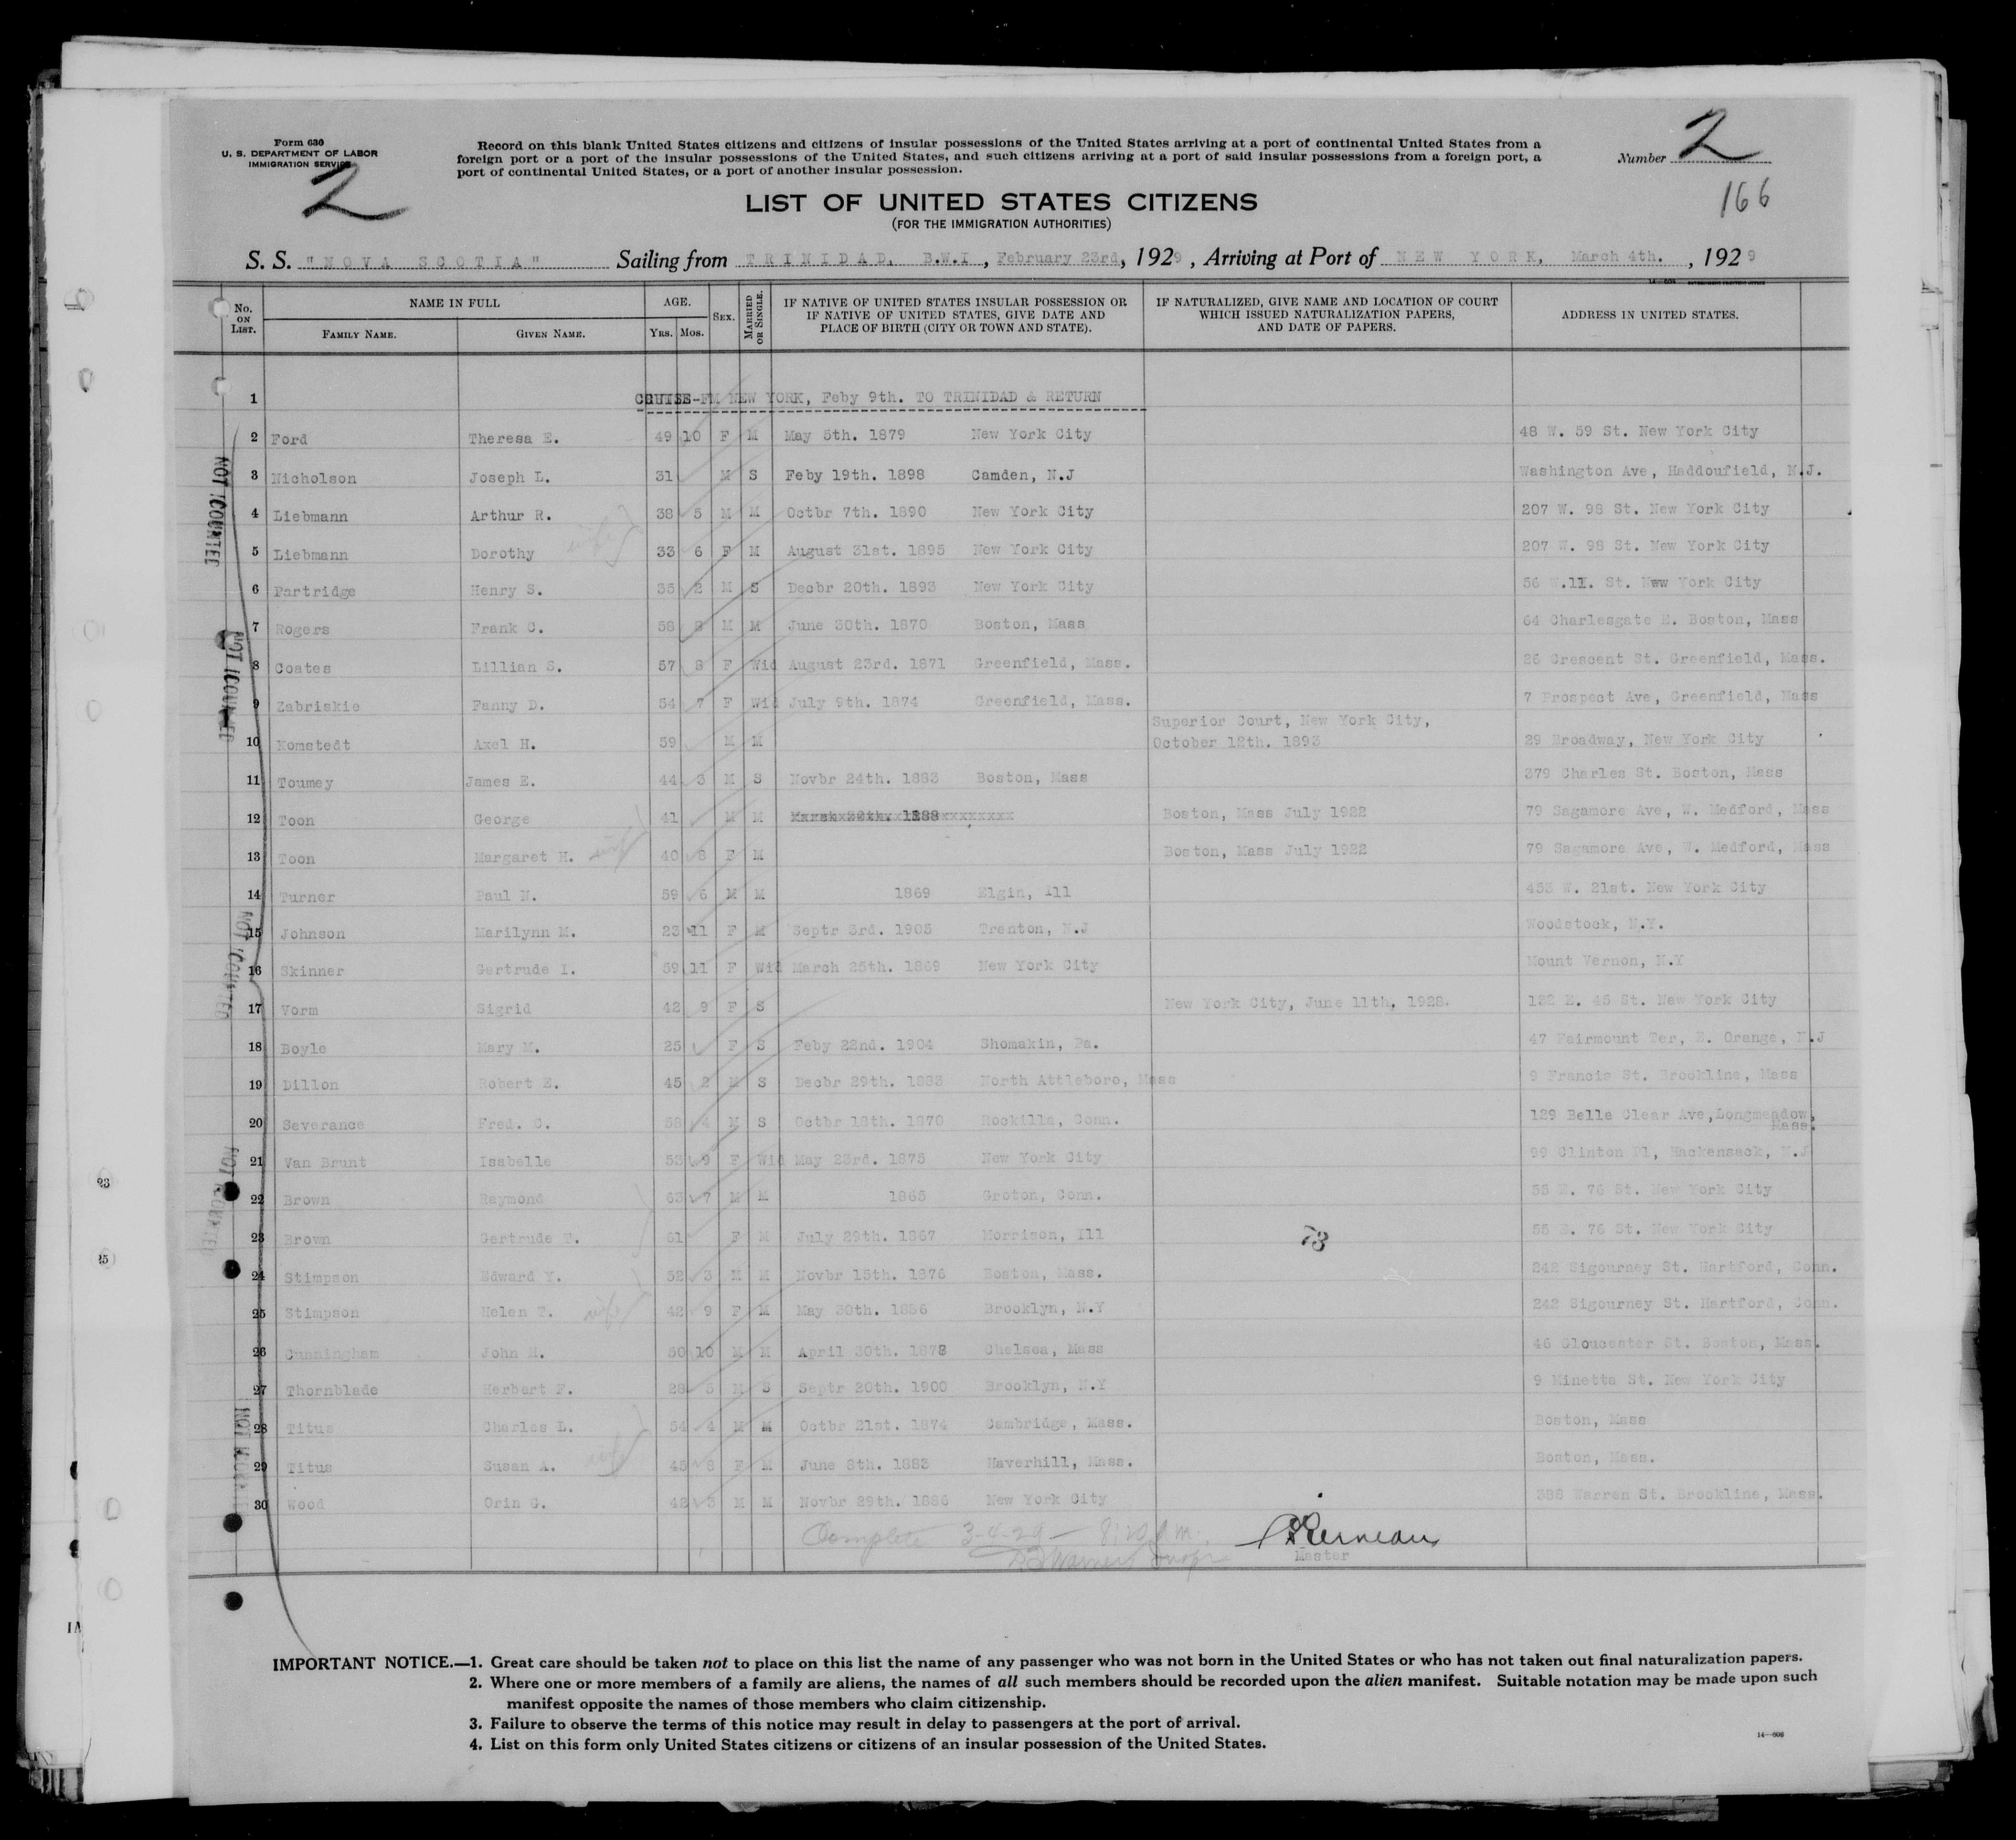 Form 630
U. S. DEPARTMENT OF LABOR
IMMIGRATION SERVICE
2
Record on this blank United States citizens and citizens of insular possessions of the United States arriving at a port of continental United States from a
foreign port or a port of the insular possessions of the United States, and such citizens arriving at a port of said insular possessions from a foreign port, a
port of continental United States, or a port of another insular possession.
Number 2
166
LIST OF UNITED STATES CITIZENS
(FOR THE IMMIGRATION AUTHORITIES)
S. S. "NOVA SCOTIA" Sailing from TRINIDAD, B.W.I, February 23rd, 1929, Arriving at Port of NEW YORK, March 4th. , 1929
No. ON LIST. NAME IN FULL FAMILY NAME. GIVEN NAME. AGE. YRS. MOS. SEX. MARRIED OR SINGLE. IF NATIVE OF UNITED STATES INSULAR POSSESSION OR IF NATIVE OF UNITED STATES, GIVE DATE AND PLACE OF BIRTH (CITY OR TOWN AND STATE). IF NATURALIZED, GIVE NAME AND LOCATION OF COURT WHICH ISSUED NATURALIZATION PAPERS, AND DATE OF PAPERS. ADDRESS IN UNITED STATES.
1 CRUISE-FM NEW YORK, Feby 9th. TO TRINIDAD & RETURN
2 Ford Theresa E. 49 10 F M May 5th. 1879 New York City 48 W. 59 St. New York City
3 Nicholson Joseph L. 31 M S Feby 19th. 1898 Camden, N.J Washington Ave, Haddoufield, N.J.
4 Liebmann Arthur R. 38 5 M M Octbr 7th. 1890 New York City 207 W. 98 St. New York City
5 Liebmann Dorothy wife 33 6 F M August 31st. 1895 New York City 207 W. 98 St. New York City
6 Partridge Henry S. 35 2 M S Decbr 20th. 1893 New York City 56 W.11. St. Nww York City
7 Rogers Frank C. 58 8 M M June 30th. 1870 Boston, Mass 64 Charlesgate E. Boston, Mass
8 Coates Lillian S. 57 8 F Wid August 23rd. 1871 Greenfield, Mass. 26 Crescent St. Greenfield, Mass.
9 Zabriskie Fanny D. 54 7 F Wid July 9th. 1874 Greenfield, Mass. 7 Prospect Ave, Greenfield, Mass
10 Komstedt Axel H. 59 M M Superior Court, New York City, October 12th. 1893 29 Broadway, New York City
11 Toumey James E. 44 3 M S Novbr 24th. 1883 Boston, Mass 379 Charles St. Boston, Mass
12 Toon George 41 M M Boston, Mass July 1922 79 Sagamore Ave, W. Medford, Mass
13 Toon Margaret H. wife 40 8 F M Boston, Mass July 1922 79 Sagamore Ave, W. Medford, Mass
14 Turner Paul N. 59 6 M M 1869 Elgin, Ill 453 W. 21st. New York City
15 Johnson Marilynn M. 23 11 F M Septr 3rd. 1905 Trenton, N.J Woodstock, N.Y.
16 Skinner Gertrude I. 59 11 F Wid March 25th. 1869 New York City Mount Vernon, N.Y
17 Vorm Sigrid 42 9 F S New York City, June 11th, 1928. 132 E. 45 St. New York City
18 Boyle Mary M. 25 F S Feby 22nd. 1904 Shomakin, Pa. 47 Fairmount Ter, E. Orange, N.J
19 Dillon Robert E. 45 2 M S Decbr 29th. 1883 North Attleboro, Mass 9 Francis St. Brookline, Mass
20 Severance Fred. C. 58 4 M S Octbr 18th. 1870 Rockille, Conn. 129 Belle Clear Ave, Longmeadow, Mass.
21 Van Brunt Isabelle 53 9 F Wid May 23rd. 1875 New York City 99 Clinton Pl, Hackensack, N.J
22 Brown Raymond 63 7 M M 1865 Groton, Conn. 55 E. 76 St. New York City
23 Brown Gertrude T. 61 F M July 29th. 1867 Morrison, Ill 73 55 E. 76 St. New York City
24 Stimpson Edward Y. 52 3 M M Novbr 15th. 1876 Boston, Mass. 242 Sigourney St. Hartford, Conn.
25 Stimpson Helen T. wife 42 9 F M May 30th. 1886 Brooklyn, N.Y 242 Sigourney St. Hartford, Conn.
26 Cunningham John H. 50 10 M M April 30th. 1878 Chelsea, Mass 46 Gloucester St. Boston, Mass.
27 Thornblade Herbert F. 28 5 M S Septr 20th. 1900 Brooklyn, N.Y 9 Minetta St. New York City
28 Titus Charles L. 54 4 M M Octbr 21st. 1874 Cambridge, Mass. Boston, Mass
29 Titus Susan A. wife 45 8 F M June 8th. 1883 Haverhill, Mass. Boston, Mass.
30 Wood Orin G. 42 3 M M Novbr 29th. 1886 New York City 388 Warren St. Brookline, Mass.
Complete 3-4-29 — 8:20 a.m.
Master
NOT
NOT
NOT
NOT
NOT
23
IMPORTANT NOTICE.—1. Great care should be taken not to place on this list the name of any passenger who was not born in the United States or who has not taken out final naturalization papers.
2. Where one or more members of a family are aliens, the names of all such members should be recorded upon the alien manifest. Suitable notation may be made upon such
manifest opposite the names of those members who claim citizenship.
3. Failure to observe the terms of this notice may result in delay to passengers at the port of arrival.
4. List on this form only United States citizens or citizens of an insular possession of the United States.
14—608